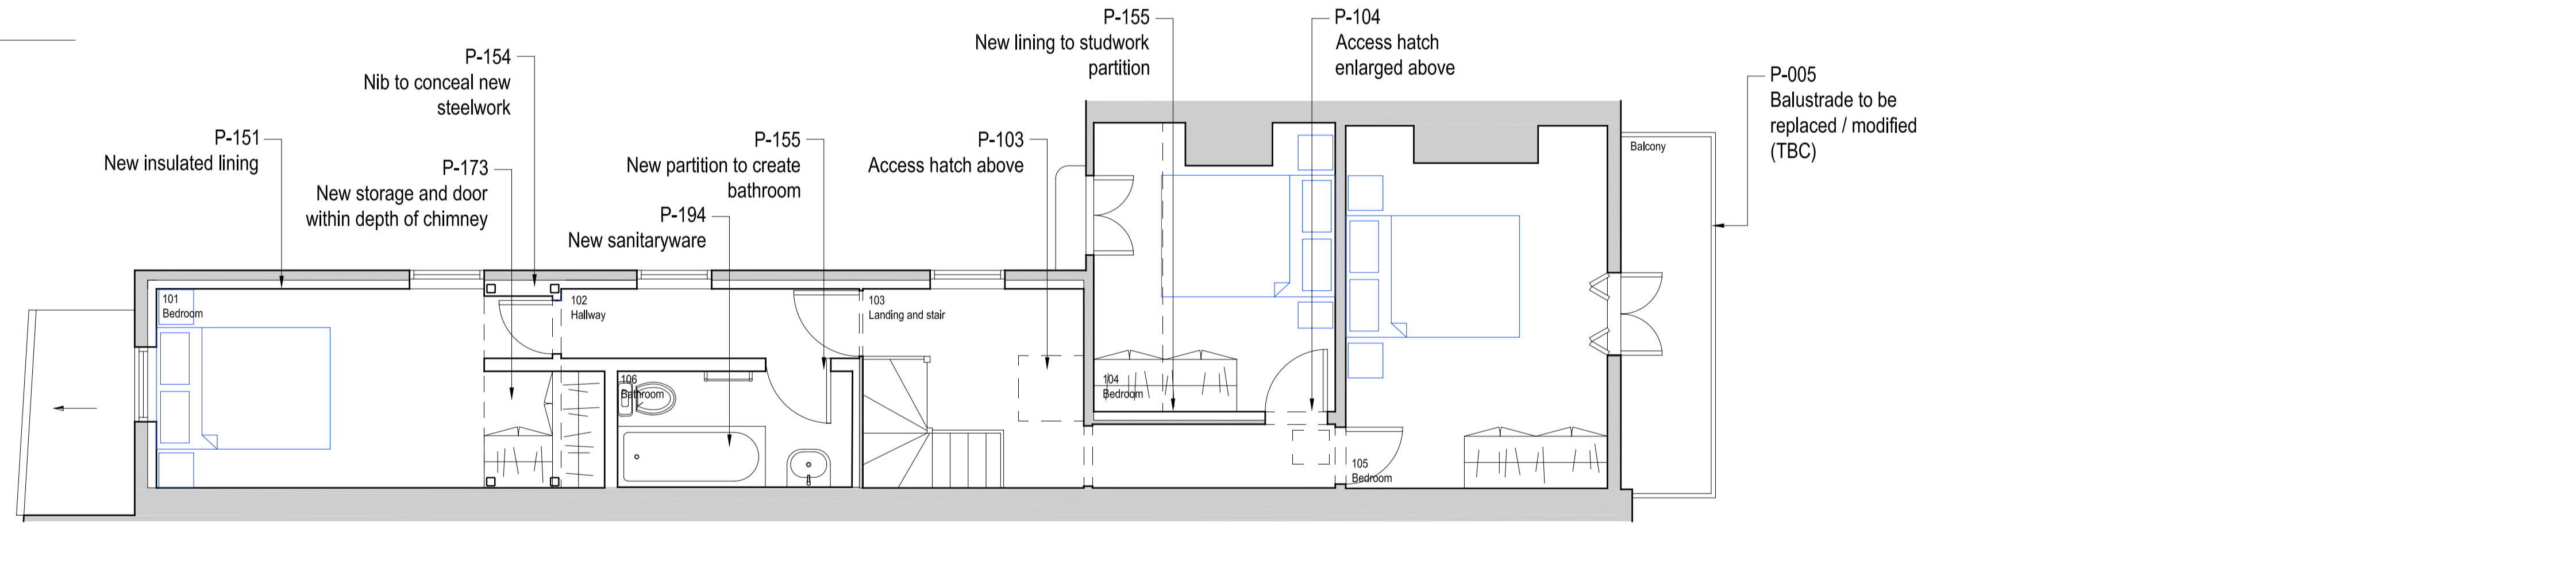 P-151
New insulated lining
P-154
Nib to conceal new
steelwork
P-173
New storage and door
within depth of chimney
P-194
New sanitaryware
P-155
New partition to create
bathroom
P-103
Access hatch above
P-155
New lining to studwork
partition
P-104
Access hatch
enlarged above
P-005
Balustrade to be
replaced / modified
(TBC)
Balcony
101
Bedroom
102
Hallway
103
Landing and stair
106
Bathroom
104
Bedroom
105
Bedroom